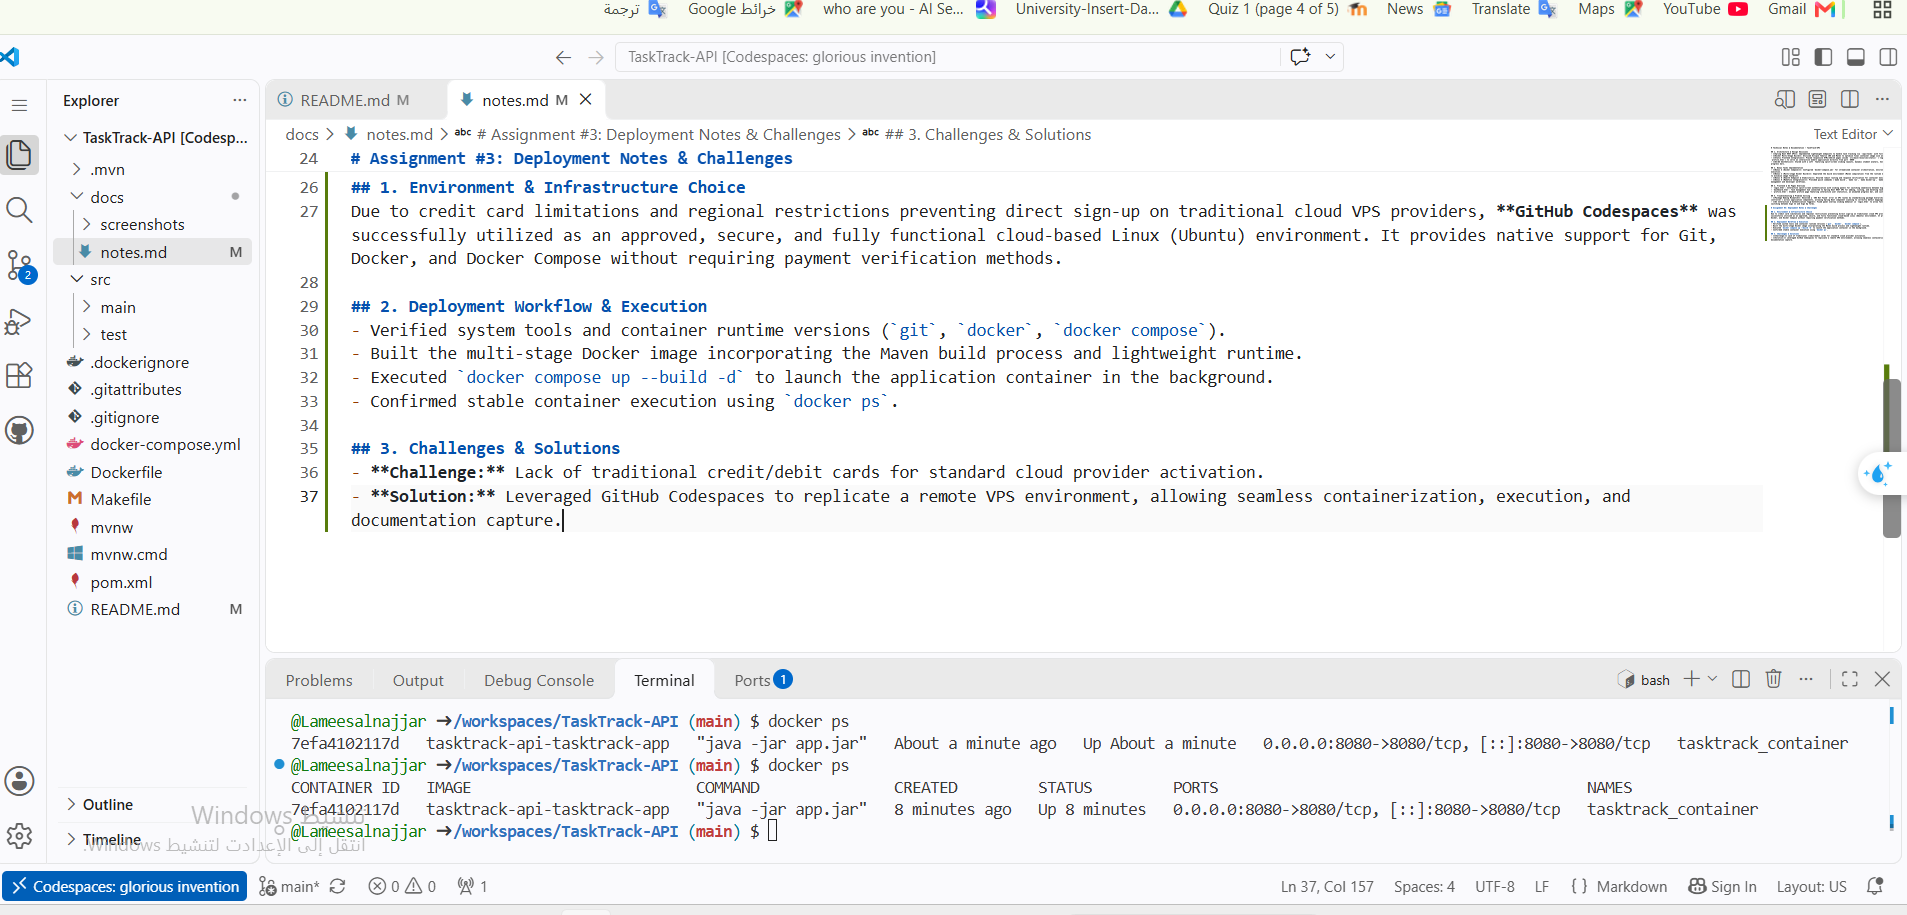 ترجمة
خرائط Google
who are you - AI Se...
University-Insert-Da...
Quiz 1 (page 4 of 5)
News
Translate
Maps
YouTube
Gmail
TaskTrack-API [Codespaces: glorious invention]
Explorer
TaskTrack-API [Codesp...
.mvn
docs
screenshots
notes.md M
src
main
test
.dockerignore
.gitattributes
.gitignore
docker-compose.yml
Dockerfile
Makefile
mvnw
mvnw.cmd
pom.xml
README.md M
Outline
Timeline
2
README.md M
notes.md M
docs > notes.md > # Assignment #3: Deployment Notes & Challenges > ## 3. Challenges & Solutions
Text Editor
24 # Assignment #3: Deployment Notes & Challenges
26 ## 1. Environment & Infrastructure Choice
27 Due to credit card limitations and regional restrictions preventing direct sign-up on traditional cloud VPS providers, **GitHub Codespaces** was
successfully utilized as an approved, secure, and fully functional cloud-based Linux (Ubuntu) environment. It provides native support for Git,
Docker, and Docker Compose without requiring payment verification methods.
28
29 ## 2. Deployment Workflow & Execution
30 - Verified system tools and container runtime versions (`git`, `docker`, `docker compose`).
31 - Built the multi-stage Docker image incorporating the Maven build process and lightweight runtime.
32 - Executed `docker compose up --build -d` to launch the application container in the background.
33 - Confirmed stable container execution using `docker ps`.
34
35 ## 3. Challenges & Solutions
36 - **Challenge:** Lack of traditional credit/debit cards for standard cloud provider activation.
37 - **Solution:** Leveraged GitHub Codespaces to replicate a remote VPS environment, allowing seamless containerization, execution, and
documentation capture.
Problems
Output
Debug Console
Terminal
Ports 1
bash
@Lameesalnajjar ➜/workspaces/TaskTrack-API (main) $ docker ps
7efa4102117d tasktrack-api-tasktrack-app "java -jar app.jar" About a minute ago Up About a minute 0.0.0.0:8080->8080/tcp, [::]:8080->8080/tcp tasktrack_container
@Lameesalnajjar ➜/workspaces/TaskTrack-API (main) $ docker ps
CONTAINER ID IMAGE COMMAND CREATED STATUS PORTS NAMES
7efa4102117d tasktrack-api-tasktrack-app "java -jar app.jar" 8 minutes ago Up 8 minutes 0.0.0.0:8080->8080/tcp, [::]:8080->8080/tcp tasktrack_container
@Lameesalnajjar ➜/workspaces/TaskTrack-API (main) $
تنشيط Windows
انتقل إلى الإعدادت لتنشيط Windows.
Codespaces: glorious invention
main*
0
0
1
Ln 37, Col 157
Spaces: 4
UTF-8
LF
{ } Markdown
Sign In
Layout: US